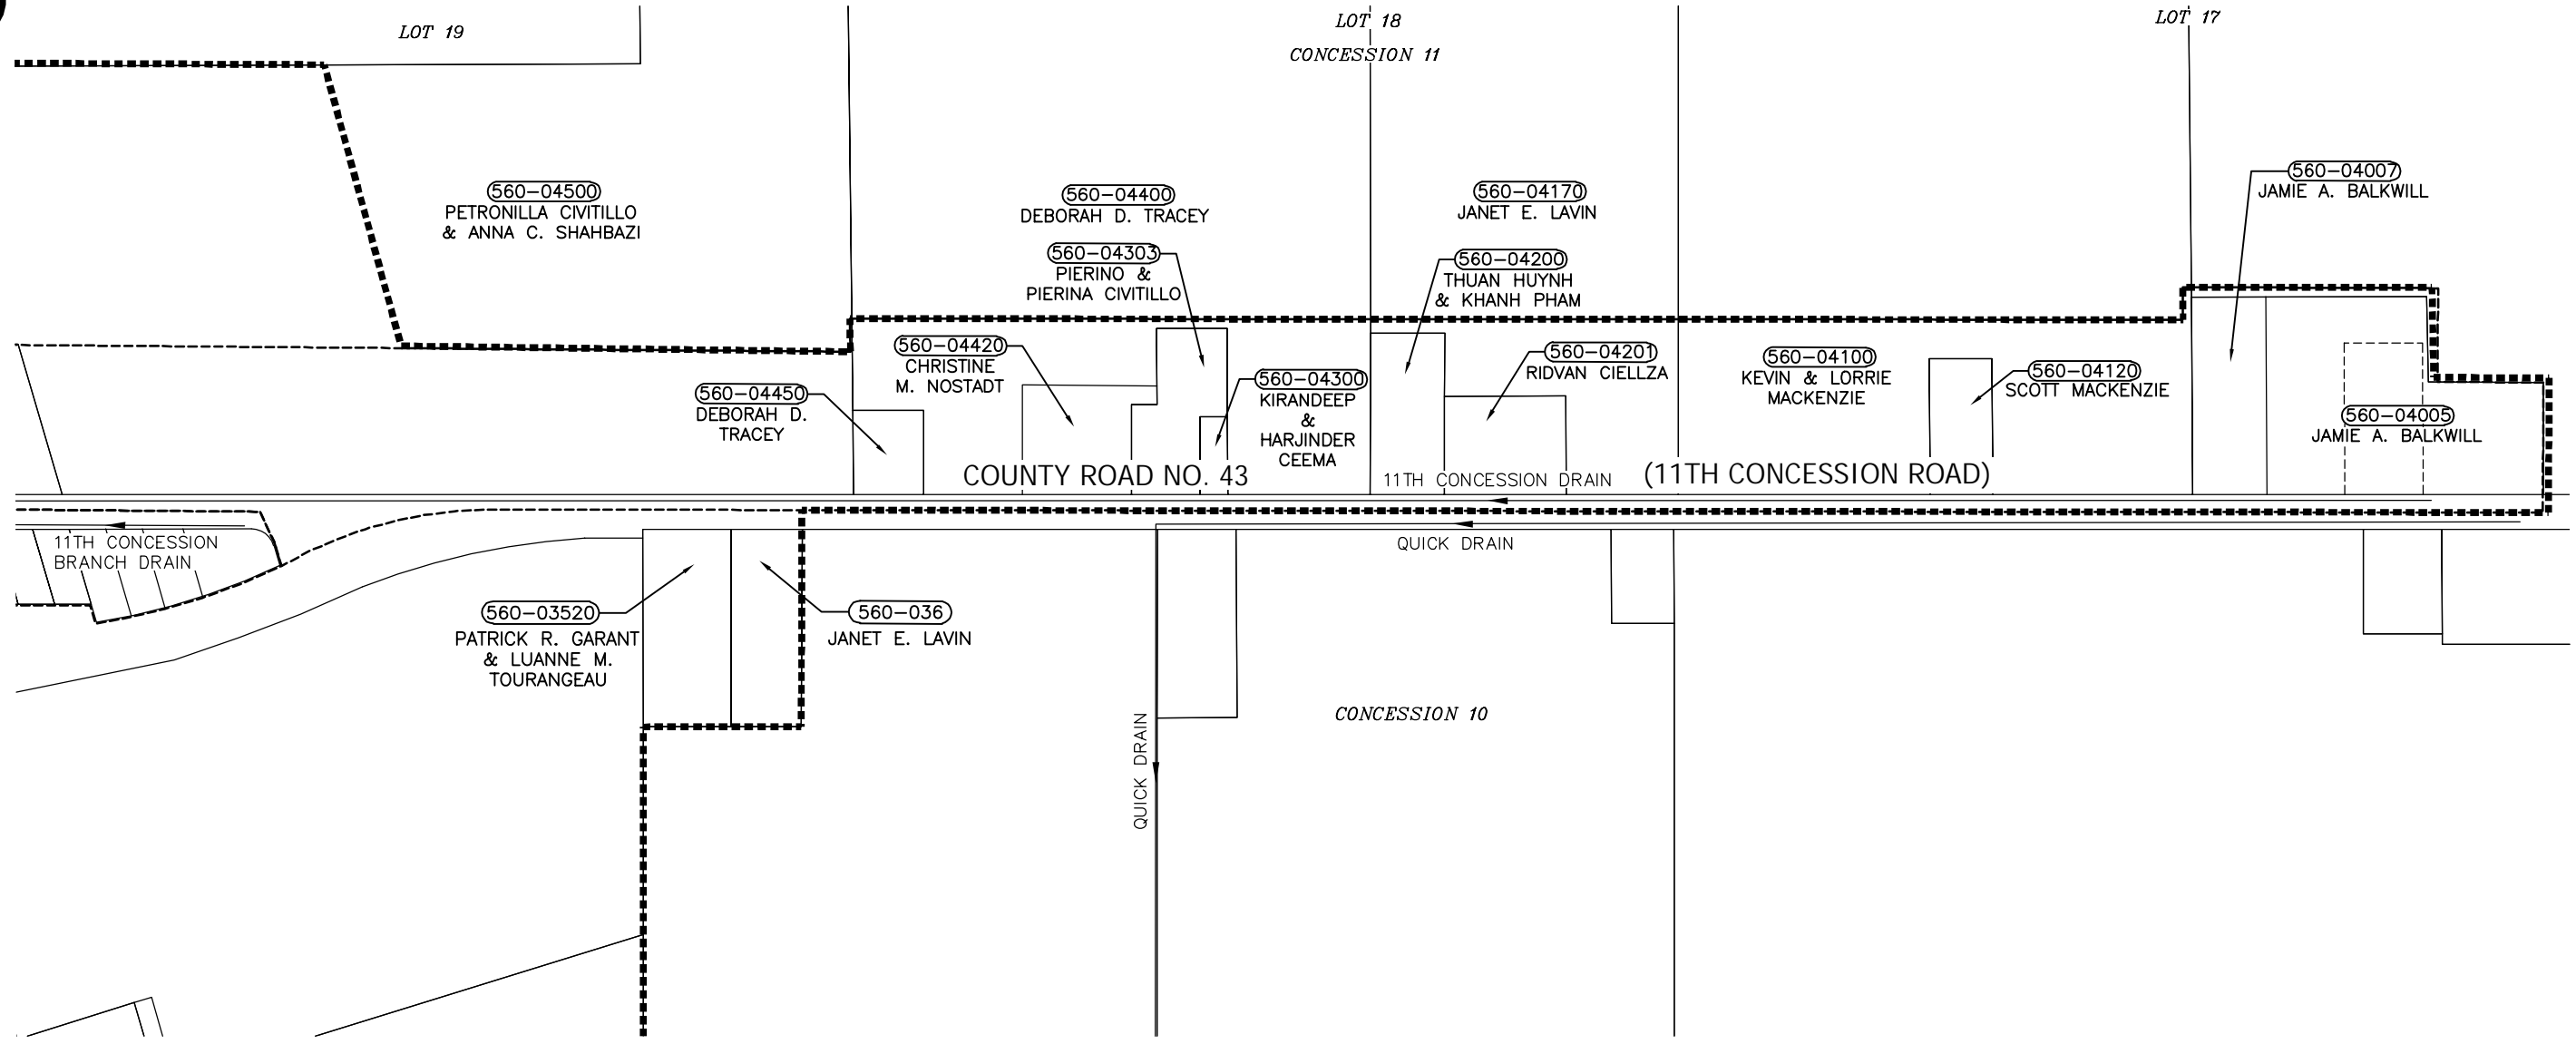 LOT 19
LOT 18
CONCESSION 11
LOT 17
560-04500
PETRONILLA CIVITILLO
& ANNA C. SHAHBAZI
560-04400
DEBORAH D. TRACEY
560-04303
PIERINO &
PIERINA CIVITILLO
560-04170
JANET E. LAVIN
560-04200
THUAN HUYNH
& KHANH PHAM
560-04007
JAMIE A. BALKWILL
560-04450
DEBORAH D.
TRACEY
560-04420
CHRISTINE
M. NOSTADT
560-04300
KIRANDEEP
&
HARJINDER
CEEMA
560-04201
RIDVAN CIELLZA
560-04100
KEVIN & LORRIE
MACKENZIE
560-04120
SCOTT MACKENZIE
560-04005
JAMIE A. BALKWILL
COUNTY ROAD NO. 43
11TH CONCESSION DRAIN
(11TH CONCESSION ROAD)
11TH CONCESSION
BRANCH DRAIN
QUICK DRAIN
560-03520
PATRICK R. GARANT
& LUANNE M.
TOURANGEAU
560-036
JANET E. LAVIN
QUICK DRAIN
CONCESSION 10